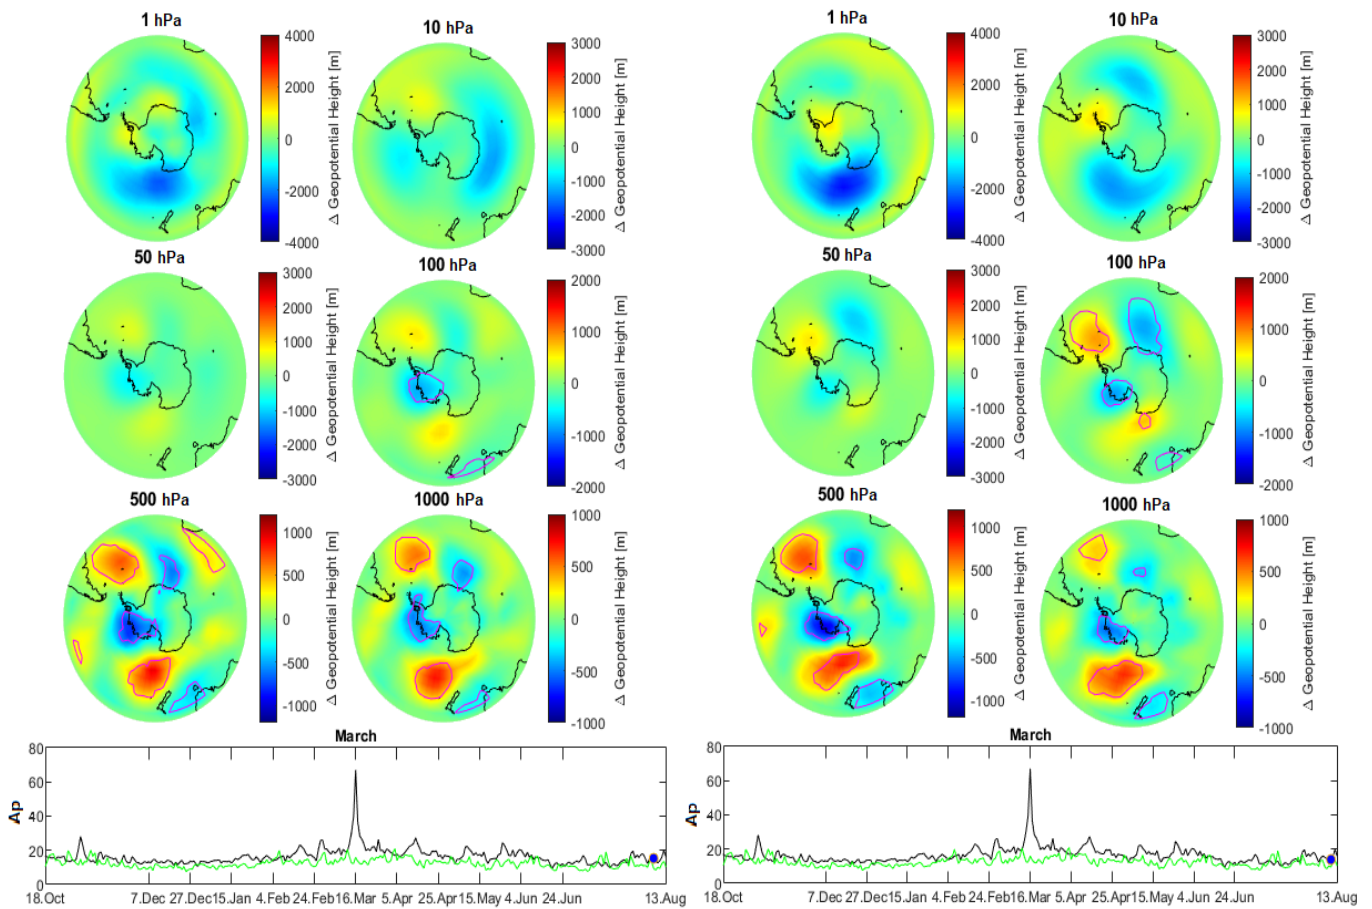 1 hPa
4000
2000
0
-2000
-4000
Δ Geopotential Height [m]
10 hPa
3000
2000
1000
0
-1000
-2000
-3000
Δ Geopotential Height [m]
1 hPa
4000
2000
0
-2000
-4000
Δ Geopotential Height [m]
10 hPa
3000
2000
1000
0
-1000
-2000
-3000
Δ Geopotential Height [m]
50 hPa
3000
2000
1000
0
-1000
-2000
-3000
Δ Geopotential Height [m]
100 hPa
2000
1000
0
-1000
-2000
Δ Geopotential Height [m]
50 hPa
3000
2000
1000
0
-1000
-2000
-3000
Δ Geopotential Height [m]
100 hPa
2000
1000
0
-1000
-2000
Δ Geopotential Height [m]
500 hPa
1000
500
0
-500
-1000
Δ Geopotential Height [m]
1000 hPa
1000
500
0
-500
-1000
Δ Geopotential Height [m]
500 hPa
1000
500
0
-500
-1000
Δ Geopotential Height [m]
1000 hPa
1000
500
0
-500
-1000
Δ Geopotential Height [m]
March
80
60
40
20
0
Ap
18.Oct 7.Dec 27.Dec 15.Jan 4.Feb 24.Feb 16.Mar 5.Apr 25.Apr 15.May 4.Jun 24.Jun 13.Aug
March
80
60
40
20
0
Ap
18.Oct 7.Dec 27.Dec 15.Jan 4.Feb 24.Feb 16.Mar 5.Apr 25.Apr 15.May 4.Jun 24.Jun 13.Aug